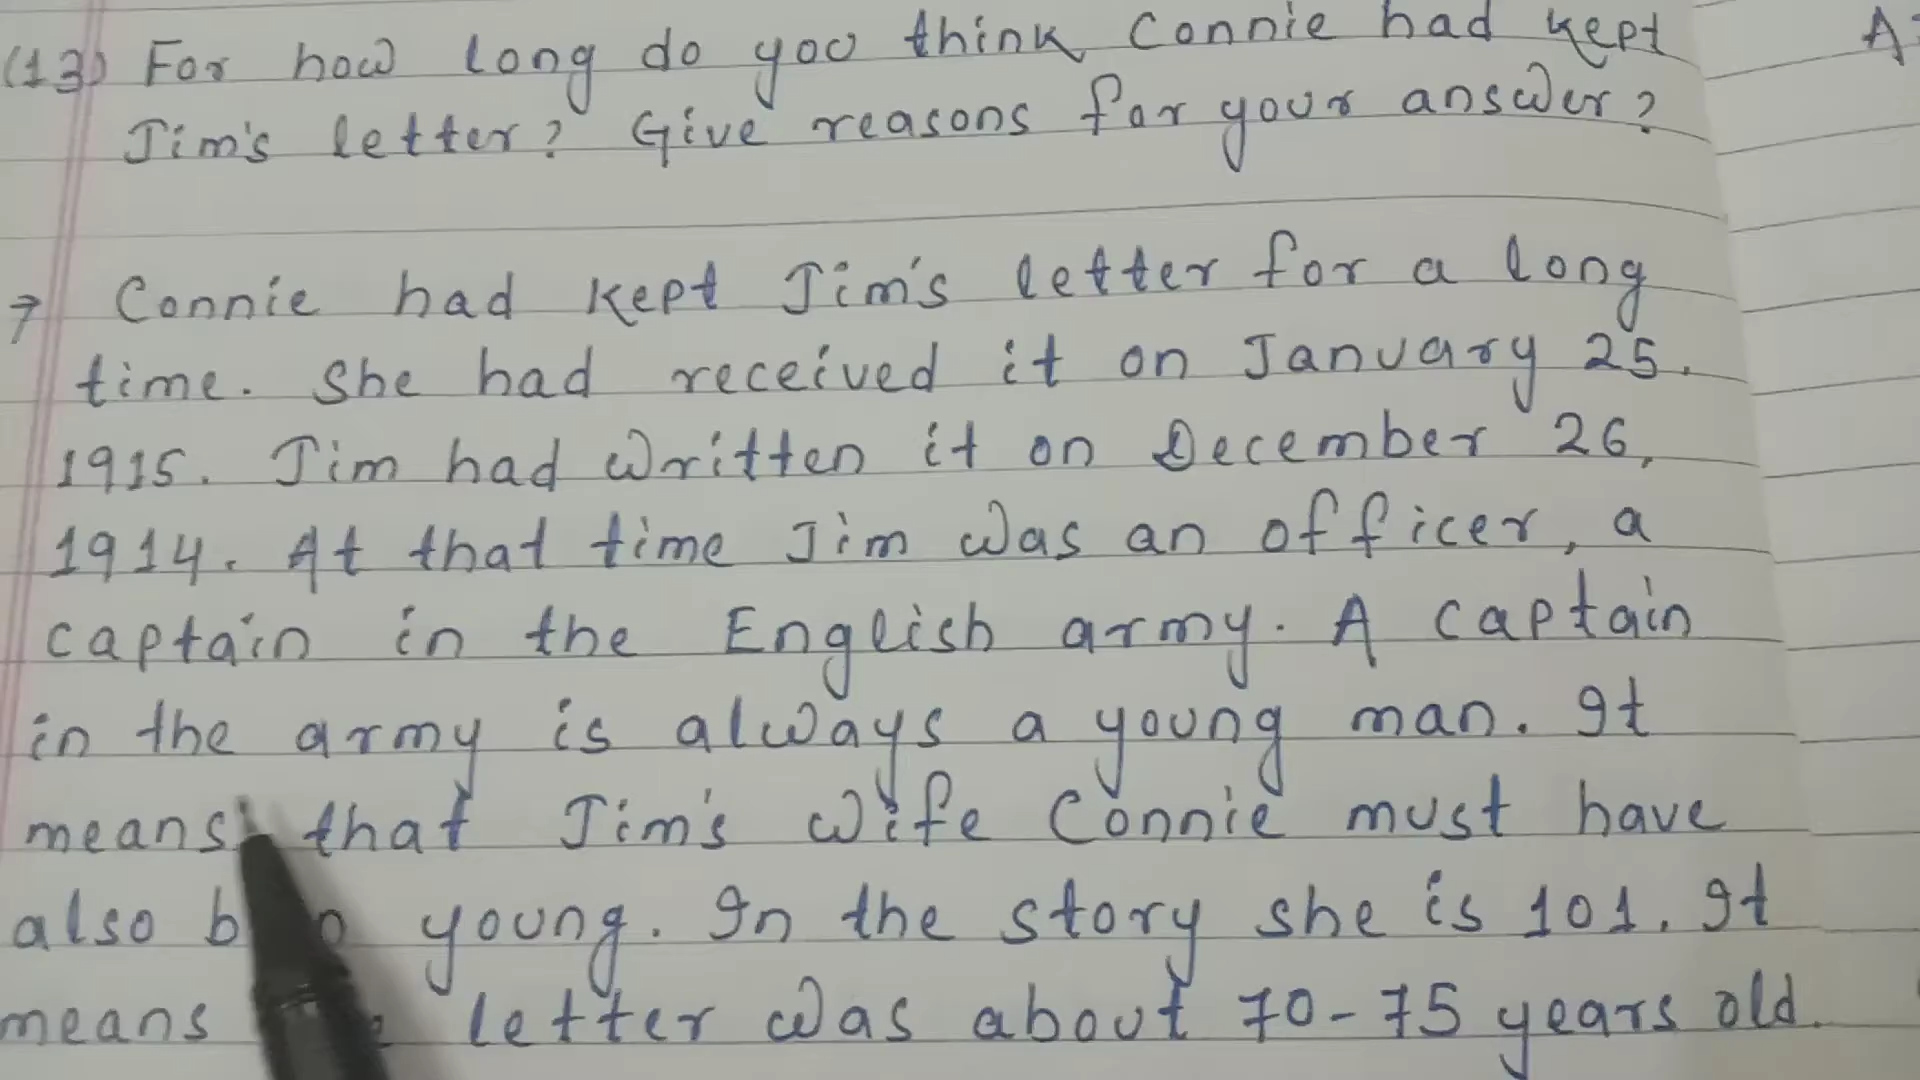 (13) For how long do you think Connie had kept
Jim's letter? Give reasons for your answer?
→ Connie had kept Jim's letter for a long
time. She had received it on January 25.
1915. Jim had written it on December 26,
1914. At that time Jim was an officer, a
captain in the English army. A captain
in the army is always a young man. It
means that Jim's wife Connie must have
also young. In the story she is 101. It
means letter was about 70-75 years old.